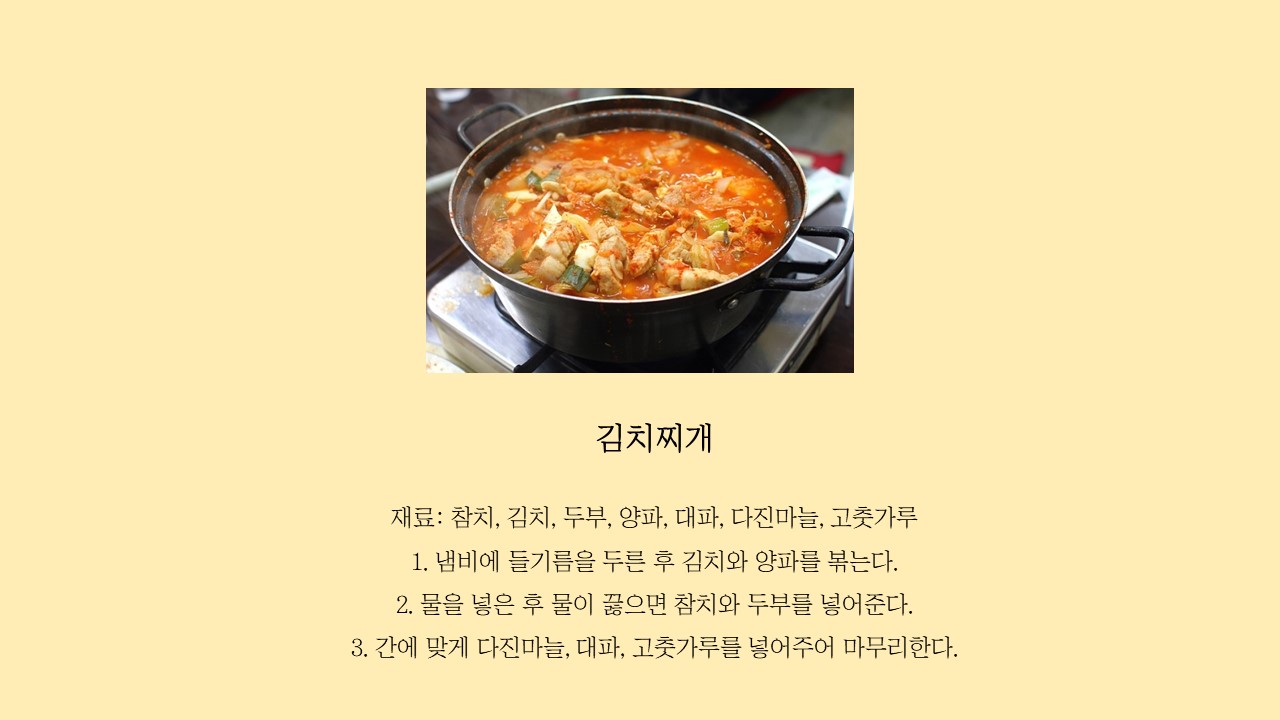 김치찌개
재료: 참치, 김치, 두부, 양파, 대파, 다진마늘, 고춧가루
1. 냄비에 들기름을 두른 후 김치와 양파를 볶는다.
2. 물을 넣은 후 물이 끓으면 참치와 두부를 넣어준다.
3. 간에 맞게 다진마늘, 대파, 고춧가루를 넣어주어 마무리한다.